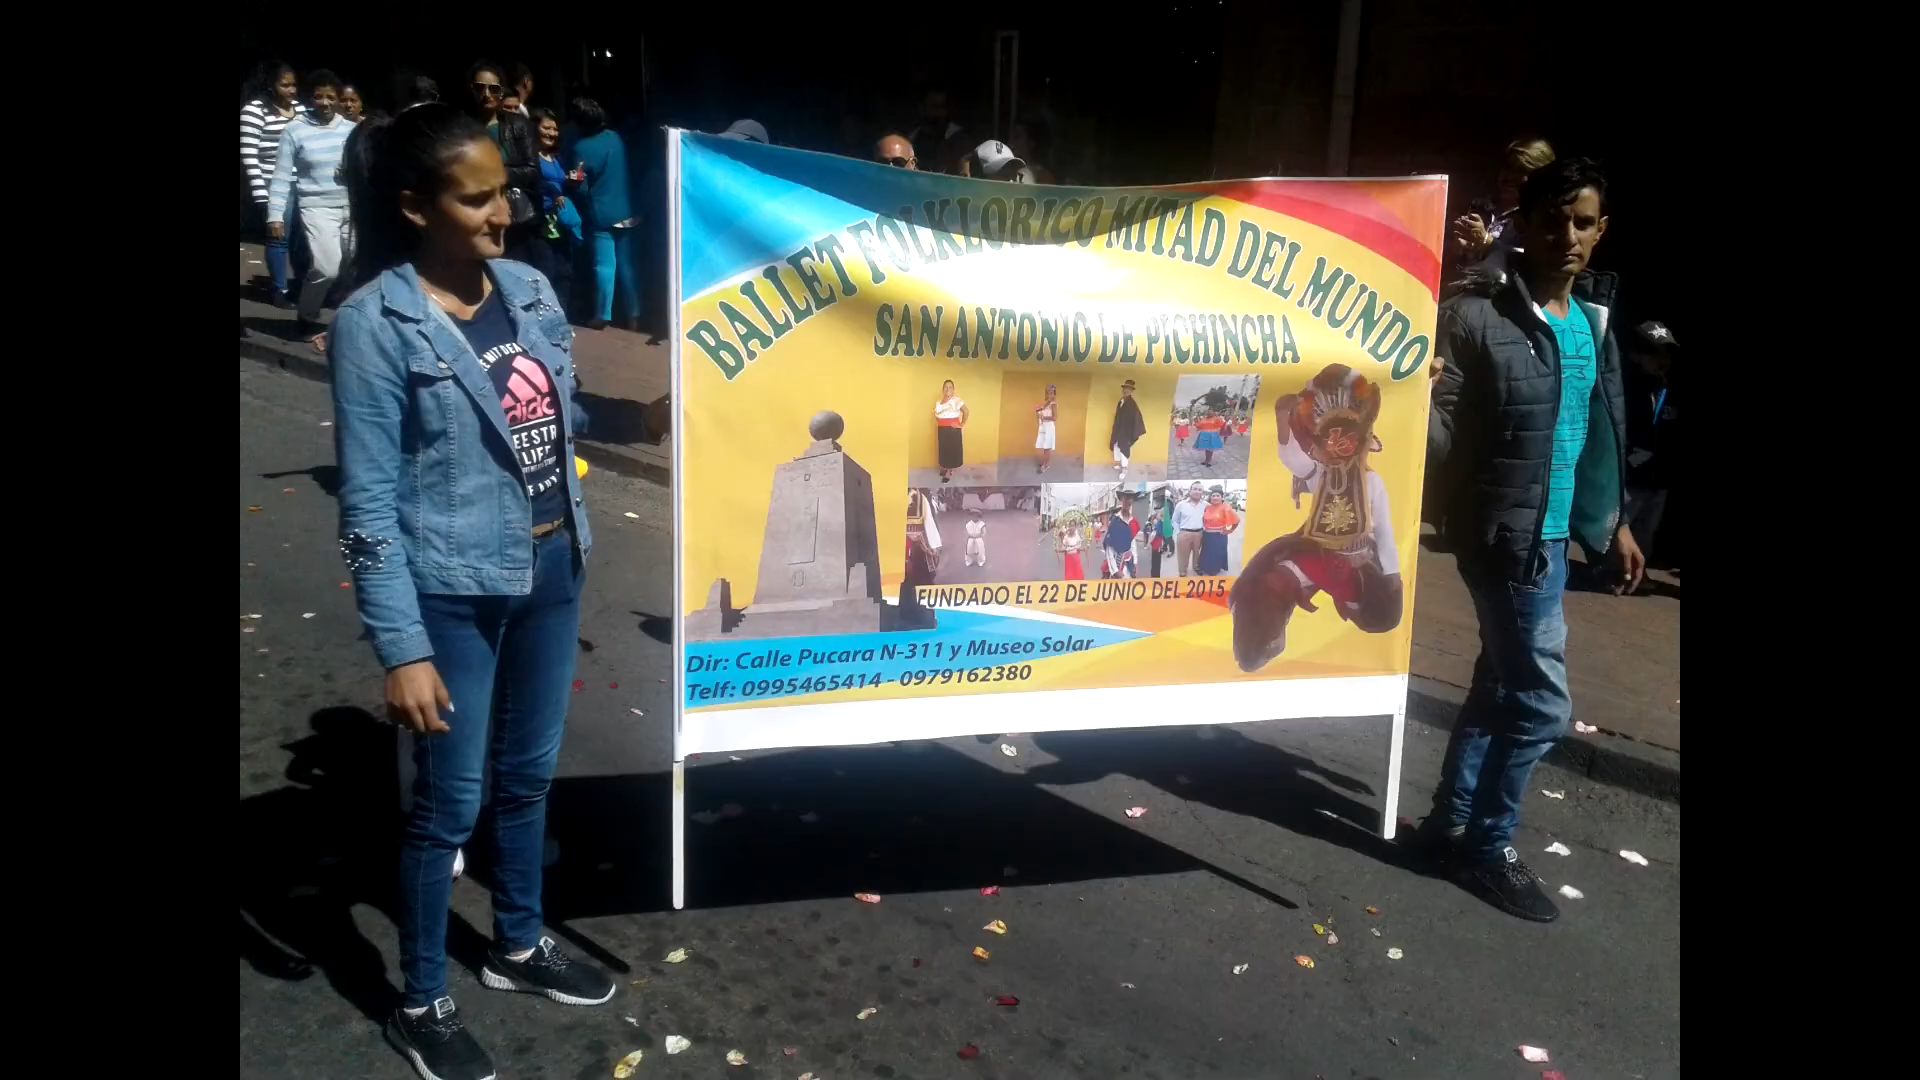 BALLET FOLKLORICO MITAD DEL MUNDO
SAN ANTONIO DE PICHINCHA
FUNDADO EL 22 DE JUNIO DEL 2015
Dir: Calle Pucara N-311 y Museo Solar
Telf: 0995465414 - 0979162380
LIFE